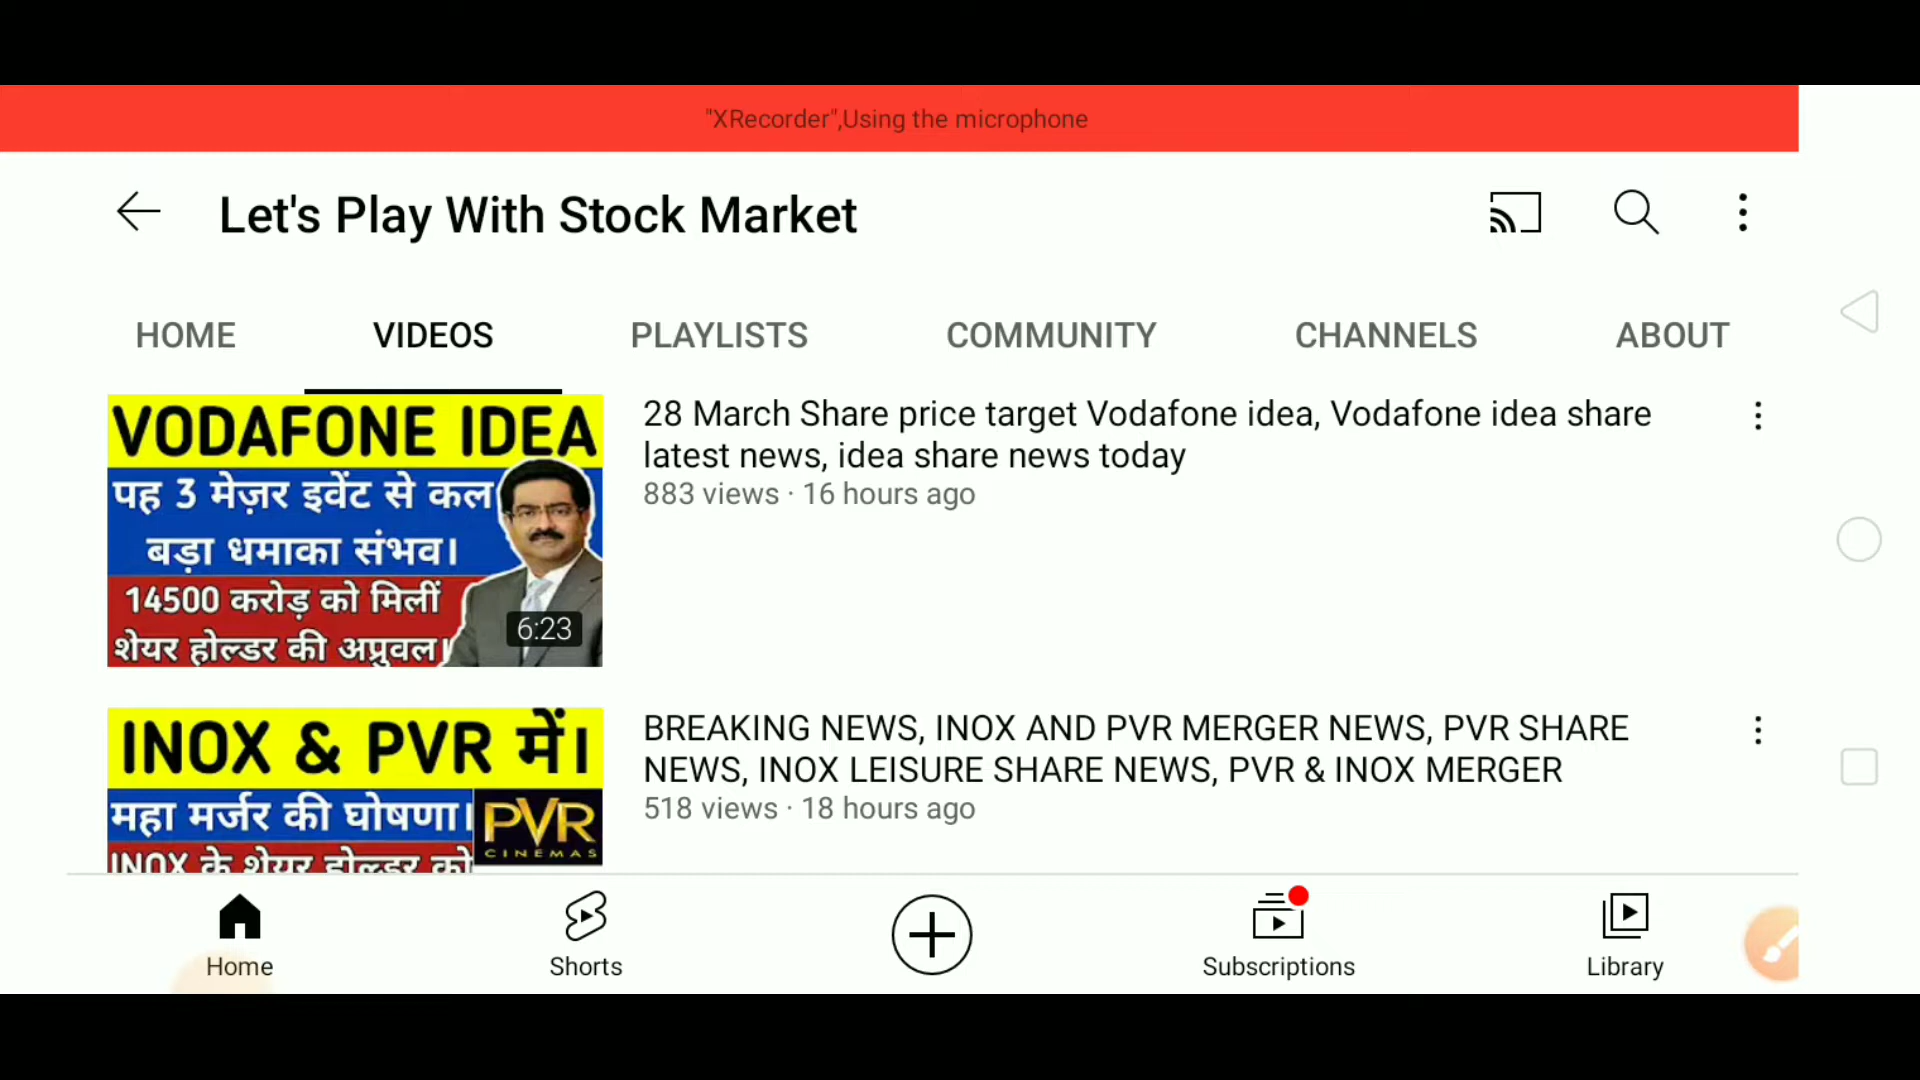 "XRecorder",Using the microphone
Let's Play With Stock Market
HOME VIDEOS PLAYLISTS COMMUNITY CHANNELS ABOUT
VODAFONE IDEA
पह 3 मेज़र इवेंट से कल
बड़ा धमाका संभव।
14500 करोड़ को मिलीं
शेयर होल्डर की अप्रुवल।
6:23
28 March Share price target Vodafone idea, Vodafone idea share
latest news, idea share news today
883 views · 16 hours ago
INOX & PVR में।
महा मर्जर की घोषणा।
INOX के शेयर होल्डर को
PVR
CINEMAS
BREAKING NEWS, INOX AND PVR MERGER NEWS, PVR SHARE
NEWS, INOX LEISURE SHARE NEWS, PVR & INOX MERGER
518 views · 18 hours ago
Home Shorts Subscriptions Library